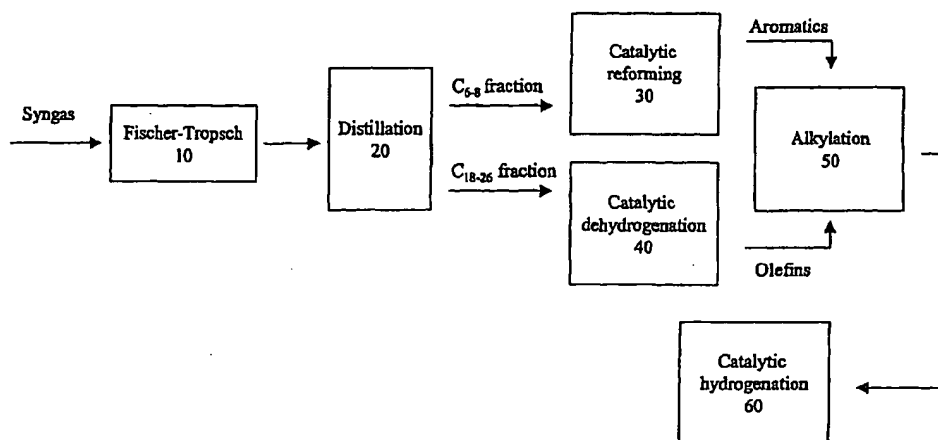 Syngas
Fischer-Tropsch
10
Distillation
20
C6-8 fraction
C18-26 fraction
Catalytic
reforming
30
Catalytic
dehydrogenation
40
Aromatics
Olefins
Alkylation
50
Catalytic
hydrogenation
60